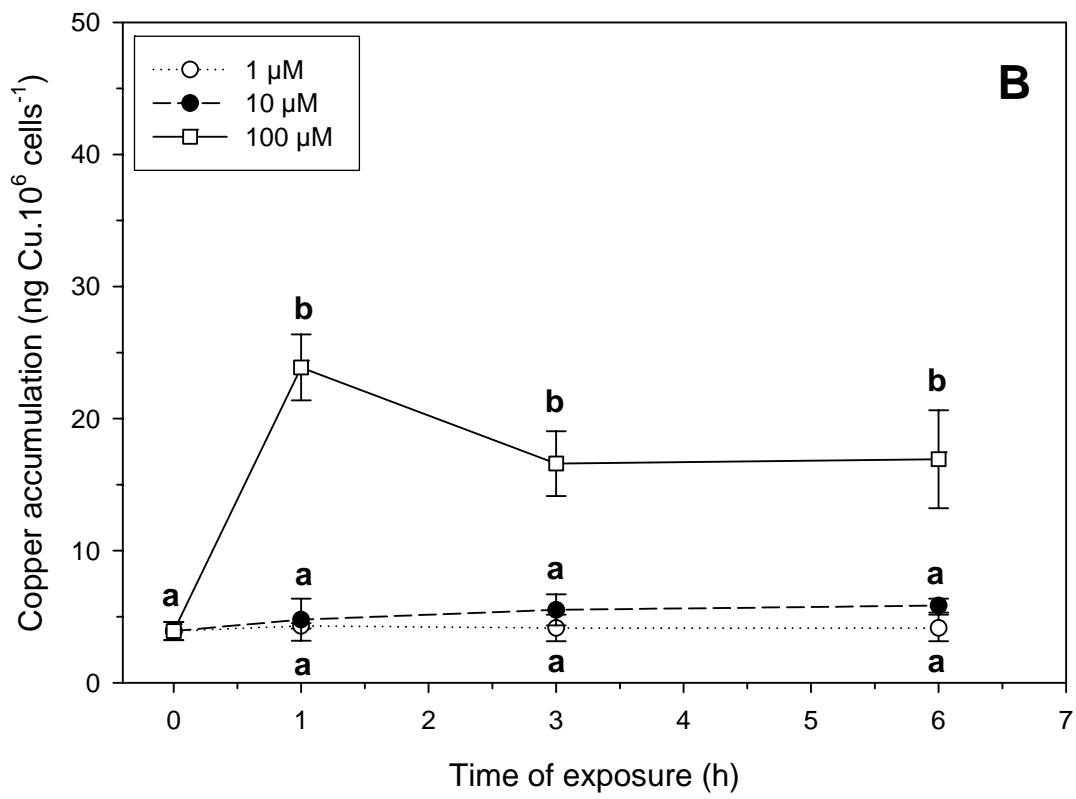 50
40
30
20
10
0
Copper accumulation (ng Cu.10⁶ cells⁻¹)
1 µM
10 µM
100 µM
B
b
b
b
a
a
a
a
a
a
a
0 1 2 3 4 5 6 7
Time of exposure (h)